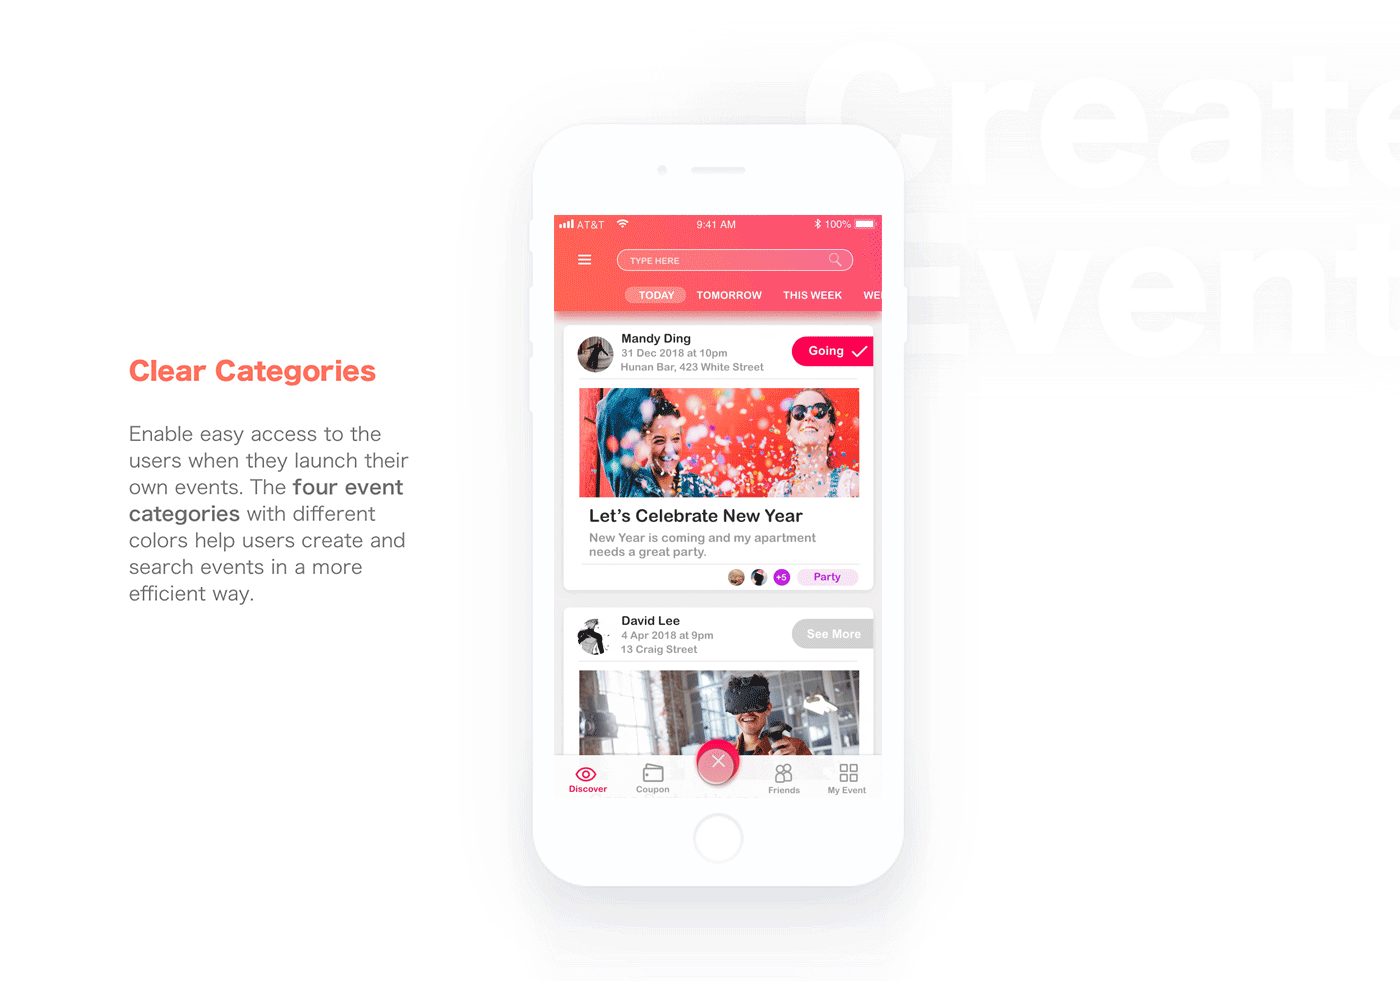 Create
Event
Clear Categories
Enable easy access to the
users when they launch their
own events. The four event
categories with different
colors help users create and
search events in a more
efficient way.
AT&T 9:41 AM 100%
TYPE HERE
TODAY TOMORROW THIS WEEK WE
Mandy Ding
31 Dec 2018 at 10pm
Hunan Bar, 423 White Street
Going
Let's Celebrate New Year
New Year is coming and my apartment
needs a great party.
+5 Party
David Lee
4 Apr 2018 at 9pm
13 Craig Street
See More
Discover Coupon Friends My Event